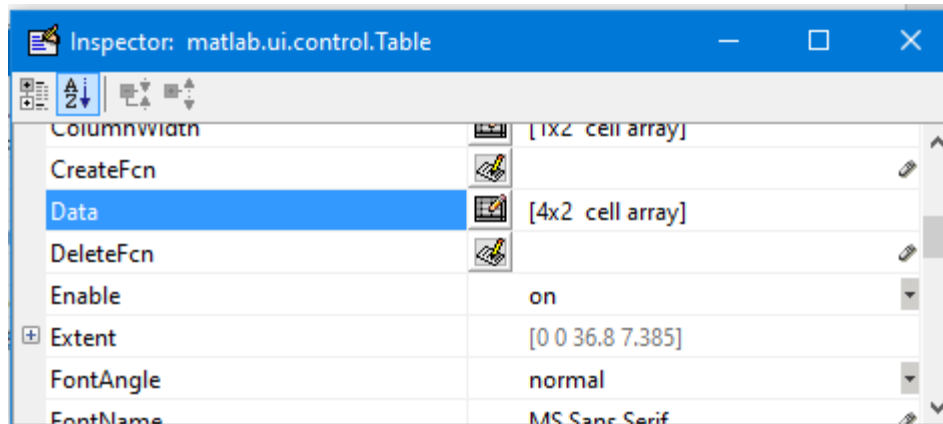 Inspector: matlab.ui.control.Table
ColumnWidth [1x2 cell array]
CreateFcn
Data [4x2 cell array]
DeleteFcn
Enable on
Extent [0 0 36.8 7.385]
FontAngle normal
FontName MS Sans Serif